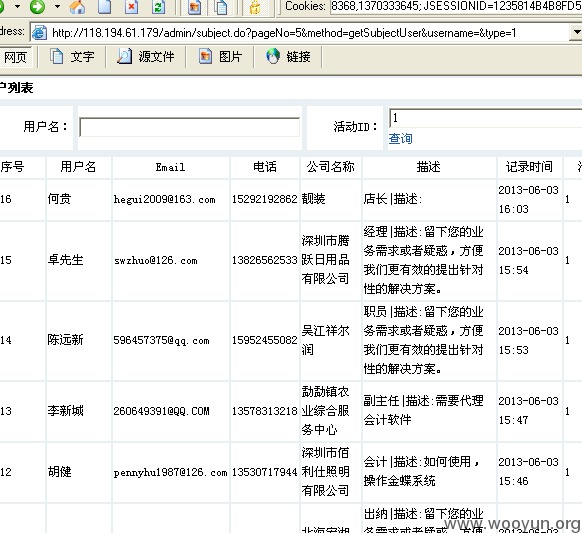 Cookies: 8368,1370333645; JSESSIONID=1235814B4B8FD5
dress: http://118.194.61.179/admin/subject.do?pageNo=5&method=getSubjectUser&username=&type=1
网页 文字 源文件 图片 链接
户列表
用户名： 活动ID： 1
查询
序号 用户名 Email 电话 公司名称 描述 记录时间
16 何贵 hegui2009@163.com 15292192862 靓装 店长|描述: 2013-06-03 1
16:03
15 卓先生 swzhuo@126.com 13826562533 深圳市腾
跃日用品
有限公司
经理|描述:留下您的业
务需求或者疑惑，方便
我们更有效的提出针对
性的解决方案。
2013-06-03
15:54
1
14 陈远新 596457375@qq.com 15952455082 吴江祥尔
润
职员|描述:留下您的业
务需求或者疑惑，方便
我们更有效的提出针对
性的解决方案。
2013-06-03
15:53
1
13 李新城 260649391@QQ.COM 13578313218 勐勐镇农
业综合服
务中心
副主任|描述:需要代理
会计软件
2013-06-03
15:47
1
12 胡健 pennyhu1987@126.com 13530717944 深圳市佰
利仕照明
有限公司
会计|描述:如何使用，
操作金蝶系统
2013-06-03
15:46
1
出纳|描述:留下您的业
www.wooyun.org